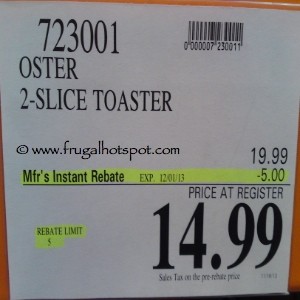 723001
0000007230011
OSTER
2-SLICE TOASTER
© www.frugalhotspot.com
19.99
Mfr's Instant Rebate EXP. 12/01/13 -5.00
PRICE AT REGISTER
REBATE LIMIT
5
14.99
Sales Tax on the pre-rebate price